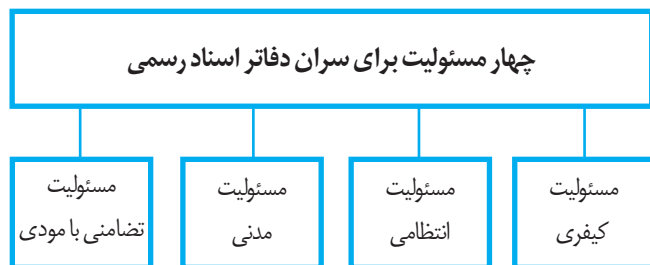 چهار مسئولیت برای سران دفاتر اسناد رسمی
مسئولیت
کیفری
مسئولیت
انتظامی
مسئولیت
مدنی
مسئولیت
تضامنی با مودی